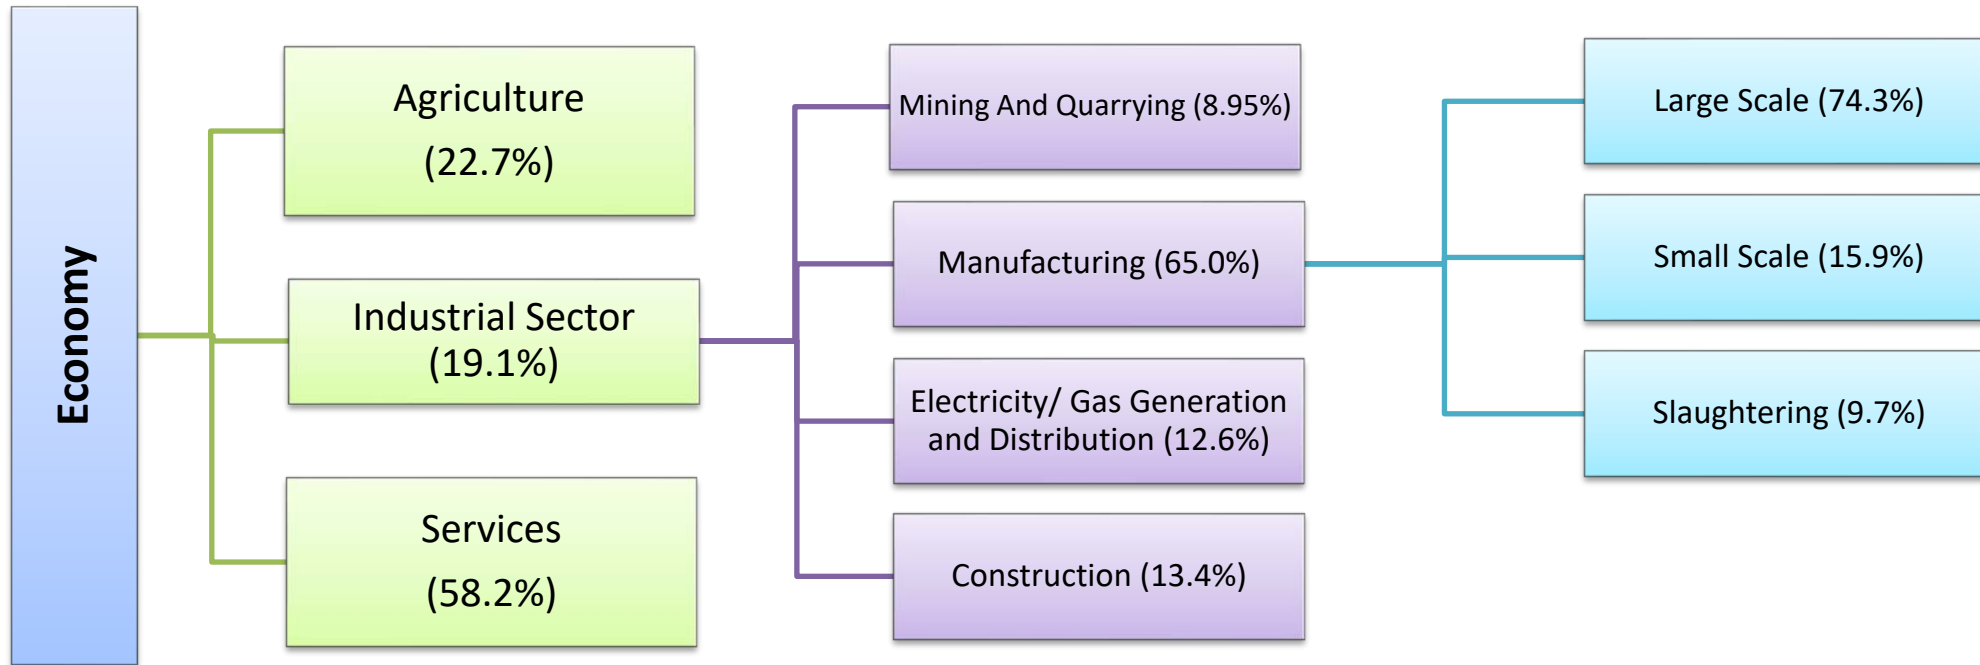 Economy
Agriculture
(22.7%)
Industrial Sector
(19.1%)
Services
(58.2%)
Mining And Quarrying (8.95%)
Manufacturing (65.0%)
Electricity/ Gas Generation
and Distribution (12.6%)
Construction (13.4%)
Large Scale (74.3%)
Small Scale (15.9%)
Slaughtering (9.7%)